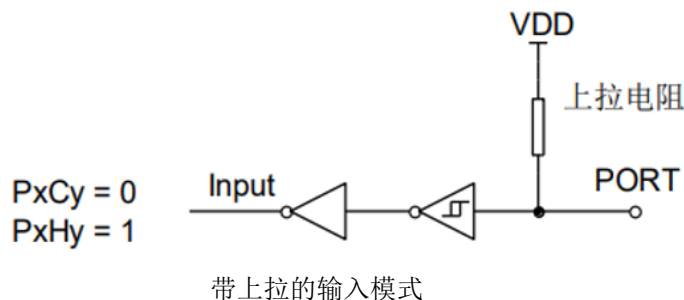 VDD
上拉电阻
PxCy = 0
Input
PORT
PxHy = 1
带上拉的输入模式